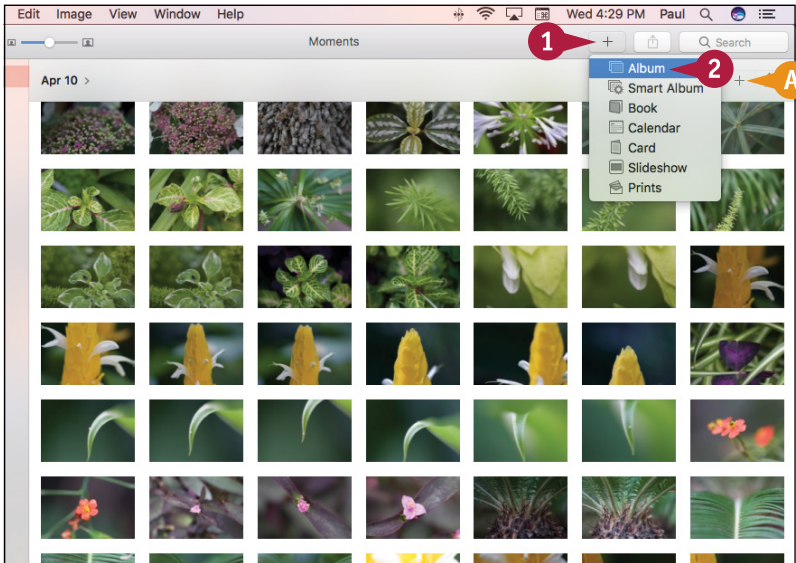 Edit Image View Window Help Wed 4:29 PM Paul
Moments 1 + Search
Apr 10 > + A
Album 2
Smart Album
Book
Calendar
Card
Slideshow
Prints